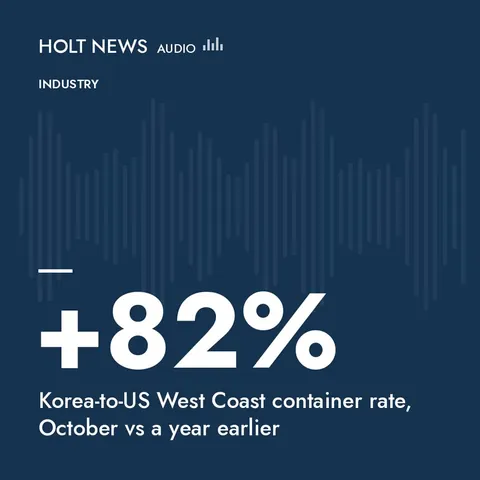 HOLT NEWS AUDIO
INDUSTRY
+82%
Korea-to-US West Coast container rate,
October vs a year earlier